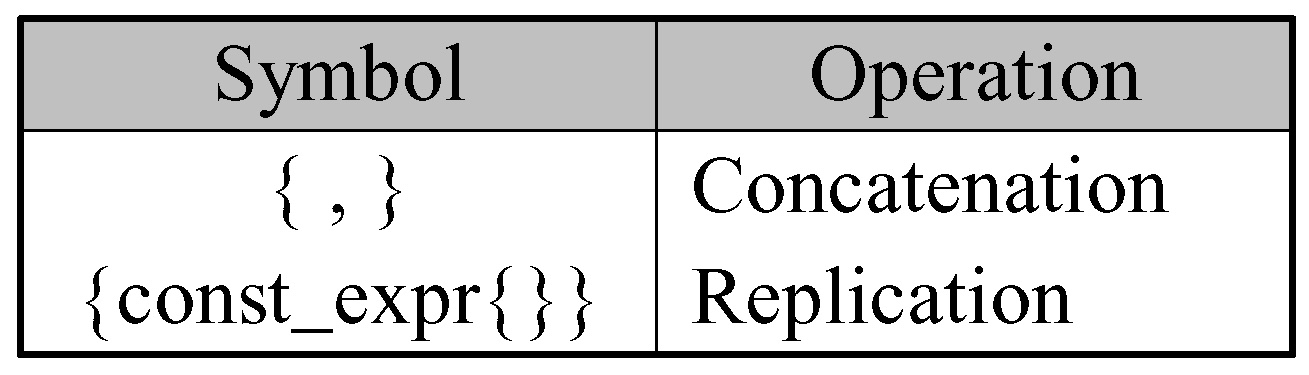 Symbol Operation
{ , } Concatenation
{const_expr{}} Replication